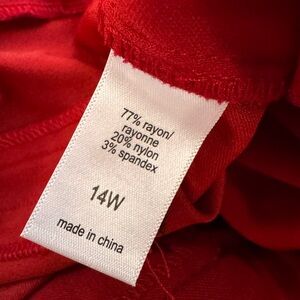 77% rayon/
rayonne
20% nylon
3% spandex
14W
made in china